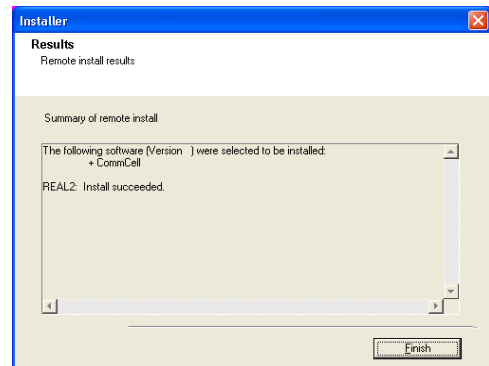 Installer
Results
Remote install results
Summary of remote install
The following software (Version   ) were selected to be installed:
+ CommCell
REAL2:  Install succeeded.
Finish